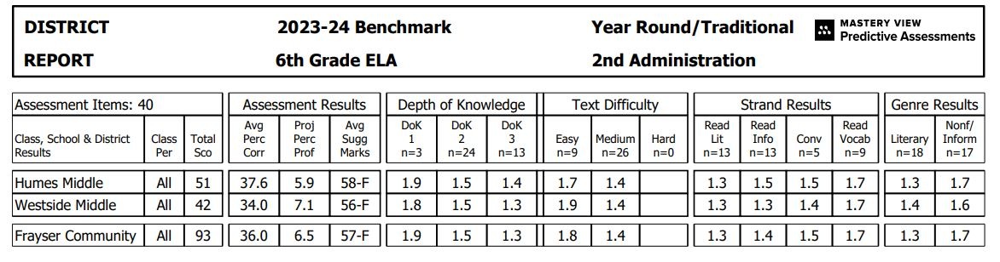 DISTRICT 2023-24 Benchmark Year Round/Traditional MASTERY VIEW
Predictive Assessments
REPORT 6th Grade ELA 2nd Administration
Assessment Items: 40 Assessment Results Depth of Knowledge Text Difficulty Strand Results Genre Results
Avg Proj Avg DoK DoK DoK Read Read Read Nonf/
Class, School & District Class Total Perc Perc Sugg 1 2 3 Easy Medium Hard Lit Info Conv Vocab Literary Inform
Results Per Sco Corr Prof Marks n=3 n=24 n=13 n=9 n=26 n=0 n=13 n=13 n=5 n=9 n=18 n=17
Humes Middle All 51 37.6 5.9 58-F 1.9 1.5 1.4 1.7 1.4 1.3 1.5 1.5 1.7 1.3 1.7
Westside Middle All 42 34.0 7.1 56-F 1.8 1.5 1.3 1.9 1.4 1.3 1.3 1.4 1.7 1.4 1.6
Frayser Community All 93 36.0 6.5 57-F 1.9 1.5 1.3 1.8 1.4 1.3 1.4 1.5 1.7 1.3 1.7